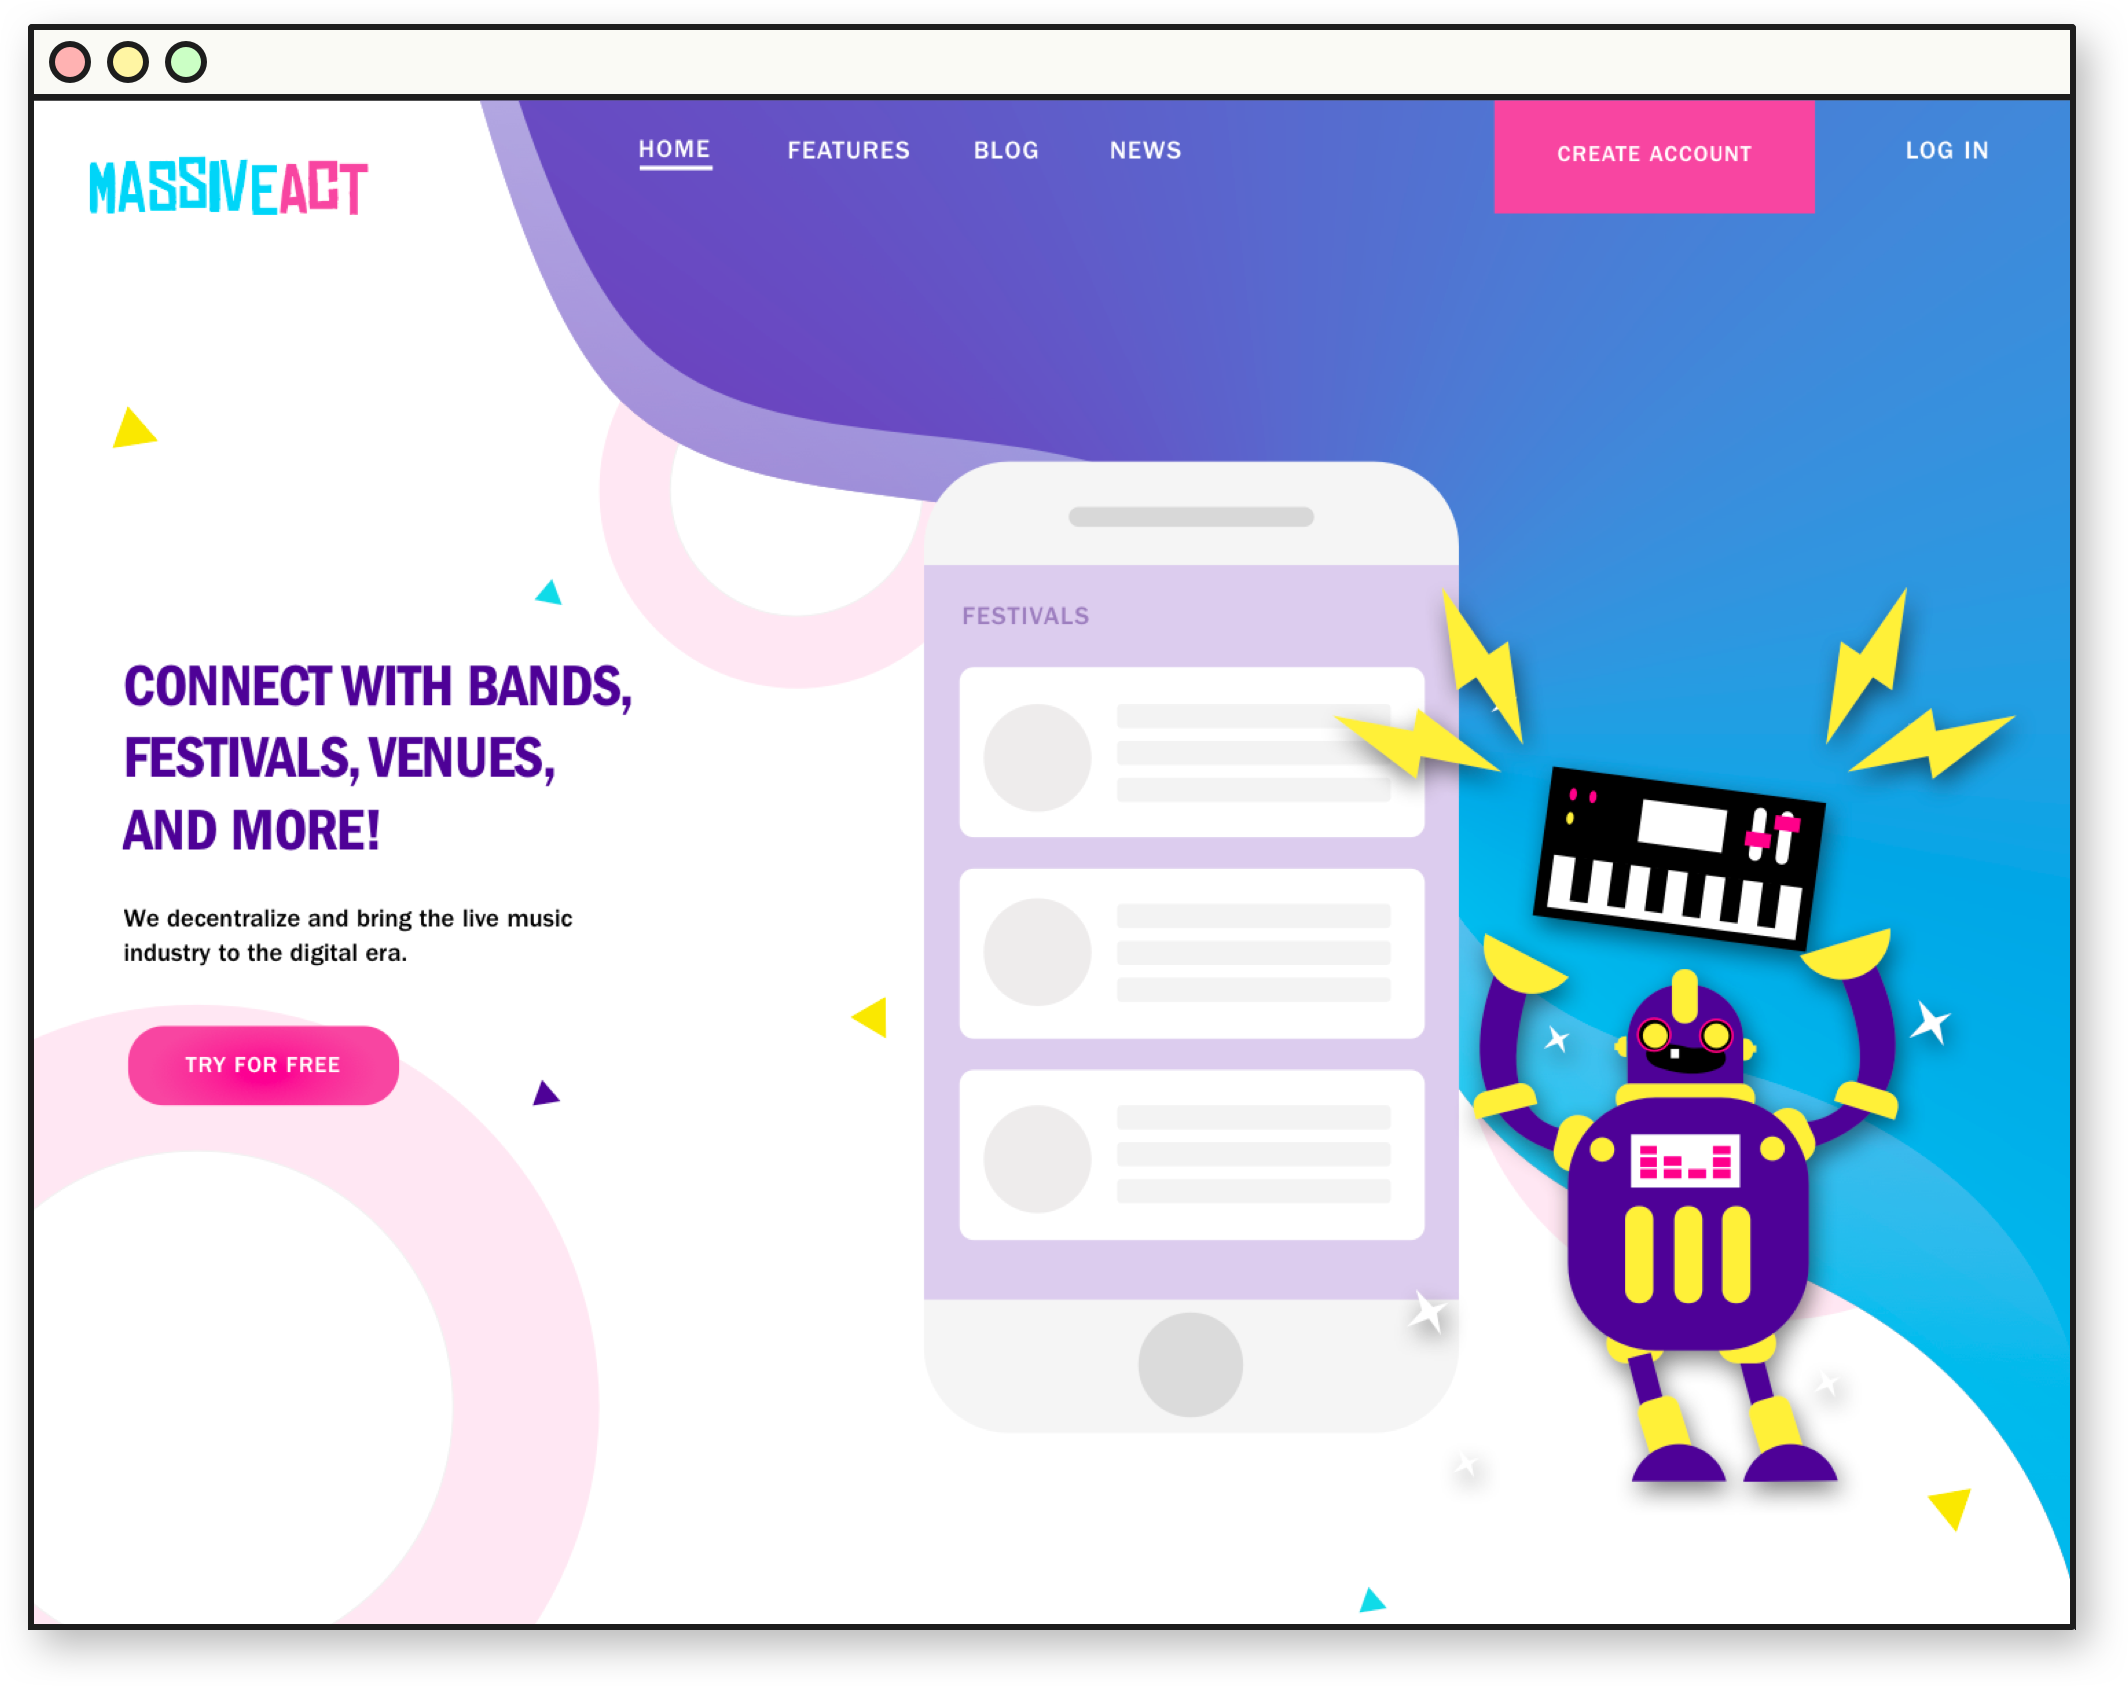 MASSIVEACT
HOME
FEATURES
BLOG
NEWS
CREATE ACCOUNT
LOG IN
CONNECT WITH BANDS,
FESTIVALS, VENUES,
AND MORE!
We decentralize and bring the live music
industry to the digital era.
TRY FOR FREE
FESTIVALS